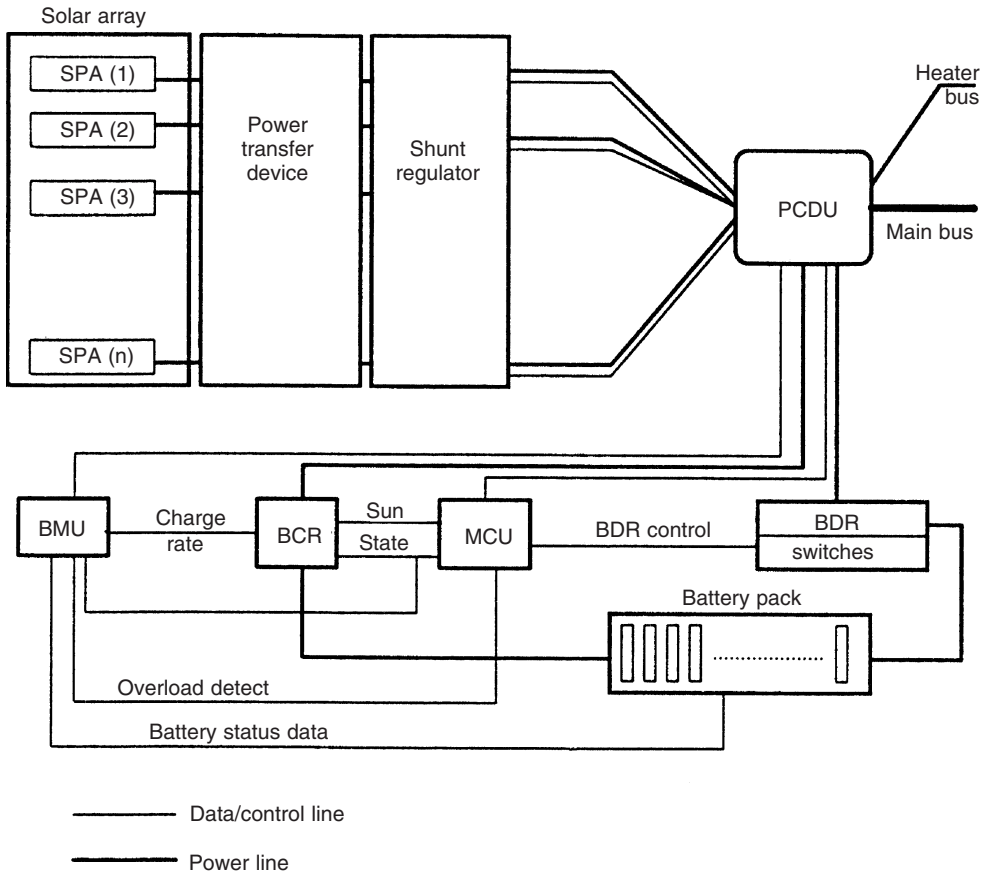 Solar array
SPA (1)
SPA (2)
SPA (3)
SPA (n)
Power
transfer
device
Shunt
regulator
Heater
bus
PCDU
Main bus
BMU
Charge
rate
BCR
Sun
State
MCU
BDR control
BDR
switches
Battery pack
Overload detect
Battery status data
Data/control line
Power line